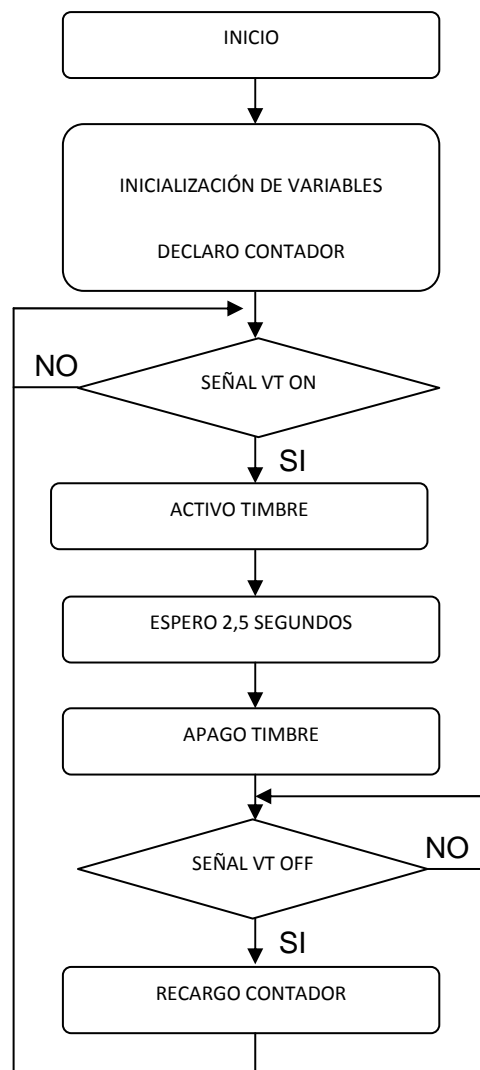 INICIO
INICIALIZACIÓN DE VARIABLES
DECLARO CONTADOR
NO
SEÑAL VT ON
SI
ACTIVO TIMBRE
ESPERO 2,5 SEGUNDOS
APAGO TIMBRE
SEÑAL VT OFF
NO
SI
RECARGO CONTADOR